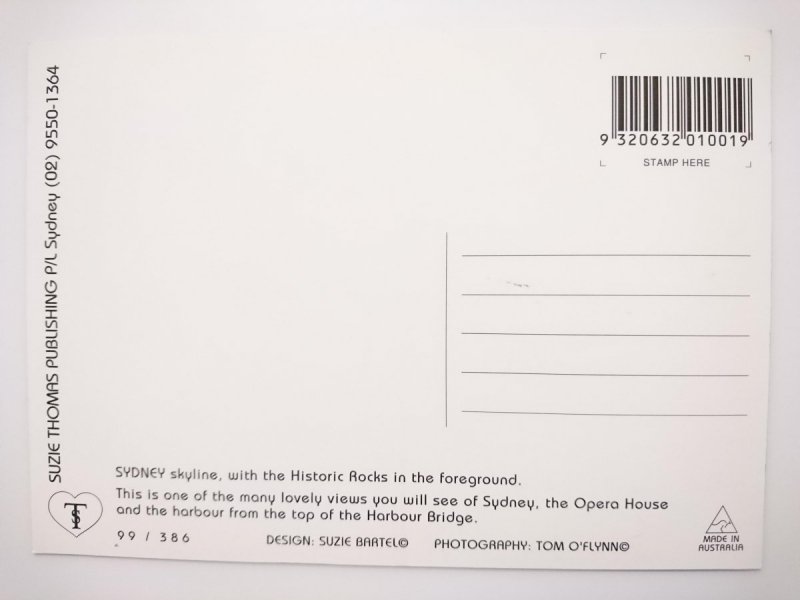 SUZIE THOMAS PUBLISHING P/L Sydney (02) 9550-1364
9 320632 010019
STAMP HERE
SYDNEY skyline, with the Historic Rocks in the foreground.
This is one of the many lovely views you will see of Sydney, the Opera House
and the harbour from the top of the Harbour Bridge.
TS
99 / 386
DESIGN: SUZIE BARTEL© PHOTOGRAPHY: TOM O'FLYNN©
MADE IN
AUSTRALIA